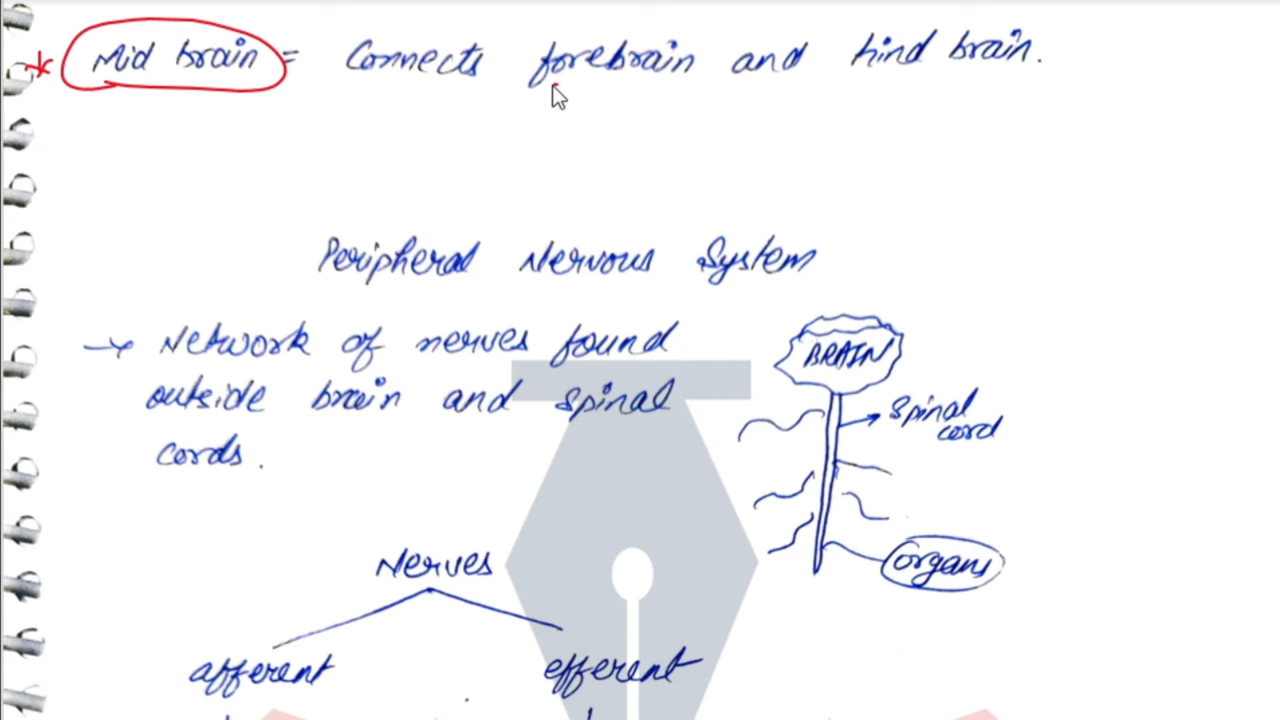 * Mid brain = Connects forebrain and hind brain.
Peripheral Nervous System
→ Network of nerves found
outside brain and spinal
cords.
BRAIN
→ Spinal
cord
organs
Nerves
afferent efferent